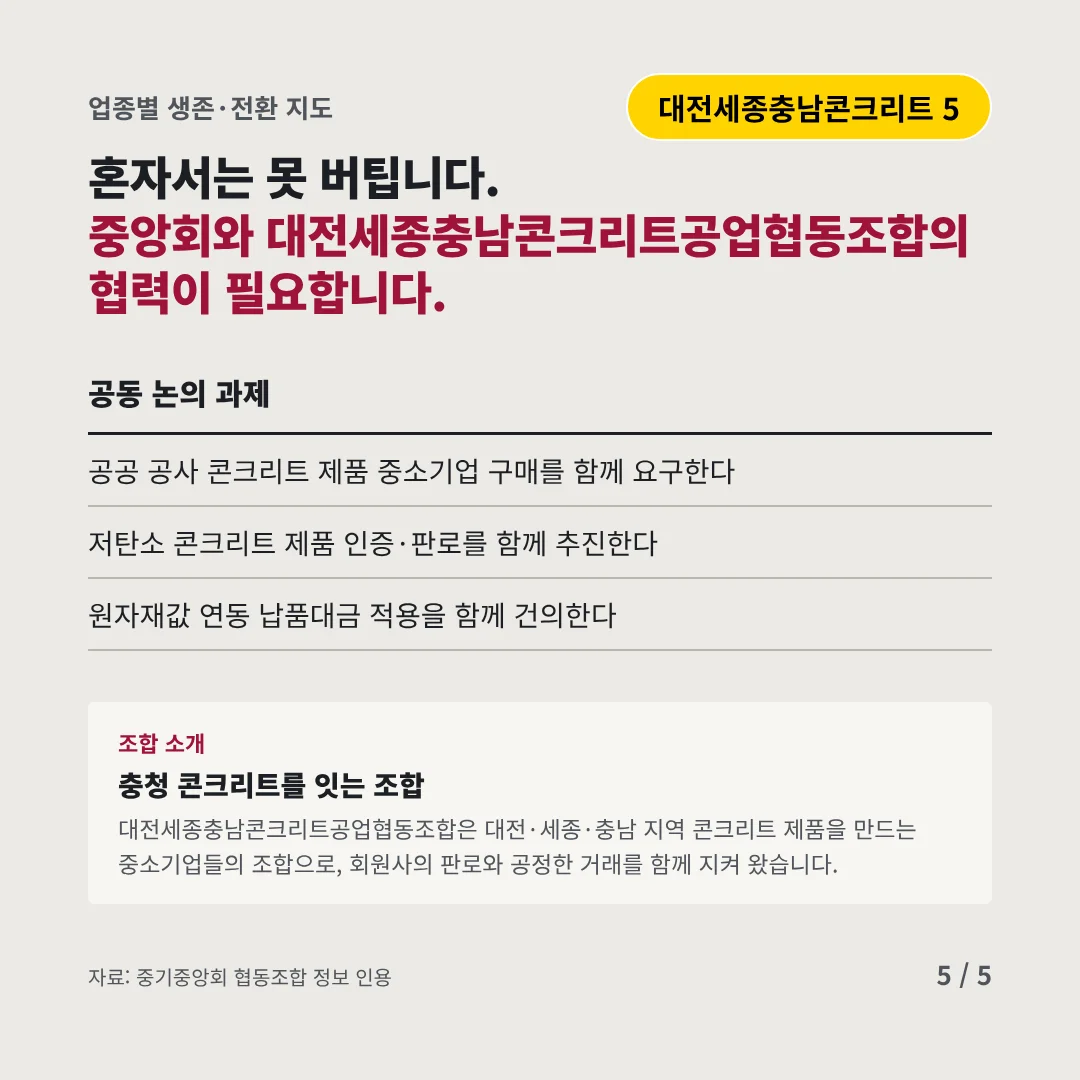 업종별 생존·전환 지도
대전세종충남콘크리트 5
혼자서는 못 버팁니다.
중앙회와 대전세종충남콘크리트공업협동조합의
협력이 필요합니다.
공동 논의 과제
공공 공사 콘크리트 제품 중소기업 구매를 함께 요구한다
저탄소 콘크리트 제품 인증·판로를 함께 추진한다
원자재값 연동 납품대금 적용을 함께 건의한다
조합 소개
충청 콘크리트를 잇는 조합
대전세종충남콘크리트공업협동조합은 대전·세종·충남 지역 콘크리트 제품을 만드는
중소기업들의 조합으로, 회원사의 판로와 공정한 거래를 함께 지켜 왔습니다.
자료: 중기중앙회 협동조합 정보 인용
5 / 5